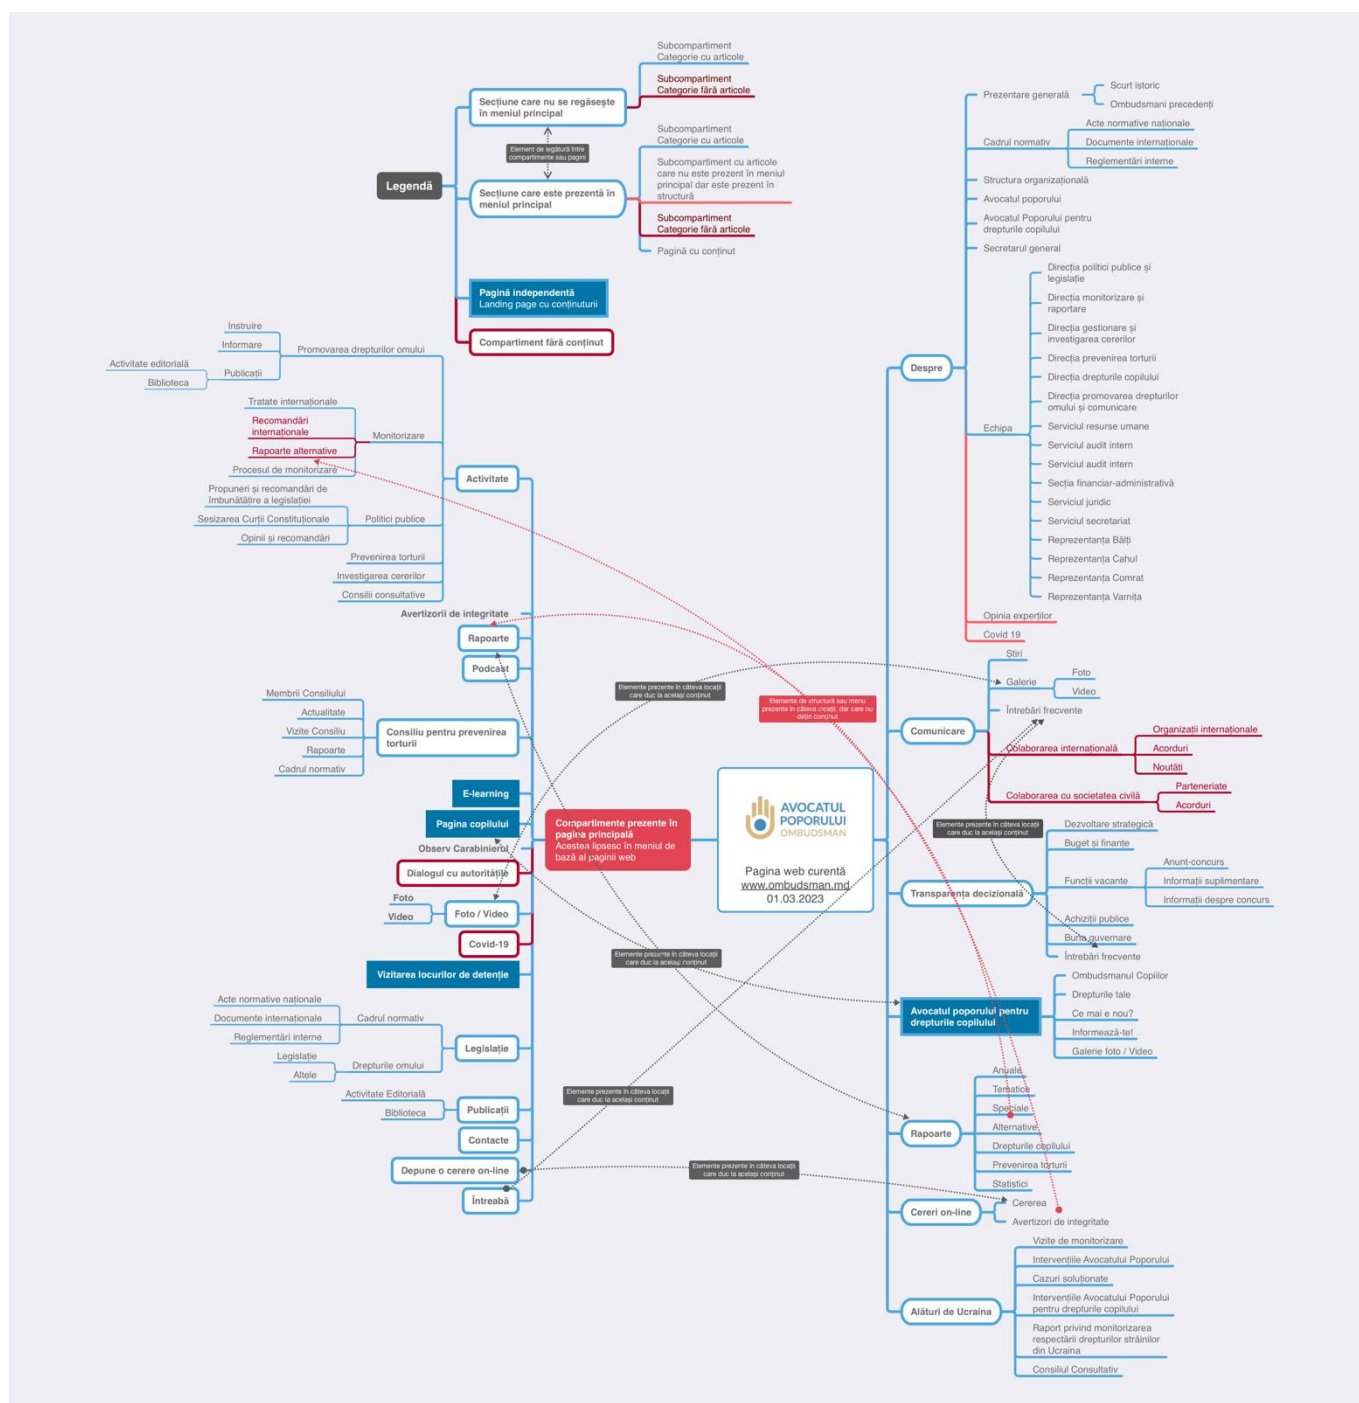 Legendă
Secțiune care nu se regăsește
în meniul principal
Subcompartiment
Categorie cu articole
Subcompartiment
Categorie fără articole
Element de legătură între
compartimente sau pagini
Secțiune care este prezentă în
meniul principal
Subcompartiment
Categorie cu articole
Subcompartiment cu articole
care nu este prezent în meniul
principal dar este prezent în
structură
Subcompartiment
Categorie fără articole
Pagină cu conținut
Pagină independentă
Landing page cu conținuturii
Compartiment fără conținut
Activitate
Promovarea drepturilor omului
Instruire
Informare
Publicații
Activitate editorială
Biblioteca
Monitorizare
Tratate internaționale
Recomandări
internaționale
Rapoarte alternative
Procesul de monitorizare
Politici publice
Propuneri și recomandări de
îmbunătățire a legislației
Sesizarea Curții Constituționale
Opinii și recomandări
Prevenirea torturii
Investigarea cererilor
Consilii consultative
Avertizorii de integritate
Rapoarte
Podcast
Consiliu pentru prevenirea
torturii
Membrii Consiliului
Actualitate
Vizite Consiliu
Rapoarte
Cadrul normativ
E-learning
Pagina copilului
Observ Carabinierol
Dialogul cu autoritățile
Foto / Video
Foto
Video
Covid-19
Vizitarea locurilor de detenție
Legislație
Cadrul normativ
Acte normative naționale
Documente internaționale
Reglementări interne
Drepturile omului
Legislație
Altele
Publicații
Activitate Editorială
Biblioteca
Contacte
Depune o cerere on-line
Întreabă
Compartimente prezente în
pagina principală
Acestea lipsesc în meniul de
bază al paginii web
AVOCATUL
POPORULUI
OMBUDSMAN
Pagina web curentă
www.ombudsman.md
01.03.2023
Elemente prezente în câteva locații
care duc la același conținut
Elemente de structură sau menu
prezente în câteva locații, dar care nu
dețin conținut
Elemente prezente în câteva locații
care duc la același conținut
Elemente prezente în câteva locații
care duc la același conținut
Elemente prezente în câteva locații
care duc la același conținut
Elemente prezente în câteva locații
care duc la același conținut
Despre
Prezentare generală
Scurt istoric
Ombudsmani precedenți
Cadrul normativ
Acte normative naționale
Documente internaționale
Reglementări interne
Structura organizațională
Avocatul poporului
Avocatul Poporului pentru
drepturile copilului
Secretarul general
Echipa
Direcția politici publice și
legislație
Direcția monitorizare și
raportare
Direcția gestionare și
investigarea cererilor
Direcția prevenirea torturii
Direcția drepturile copilului
Direcția promovarea drepturilor
omului și comunicare
Serviciul resurse umane
Serviciul audit intern
Serviciul audit intern
Secția financiar-administrativă
Serviciul juridic
Serviciul secretariat
Reprezentanța Bălți
Reprezentanța Cahul
Reprezentanța Comrat
Reprezentanța Varnița
Opinia experților
Covid 19
Comunicare
Știri
Galerie
Foto
Video
Întrebări frecvente
Colaborarea internațională
Organizații internaționale
Acorduri
Noutăți
Colaborarea cu societatea civilă
Parteneriate
Acorduri
Transparența decizională
Dezvoltare strategică
Buget și finanțe
Funcții vacante
Anunț-concurs
Informații suplimentare
Informații despre concurs
Achiziții publice
Buna guvernare
Întrebări frecvente
Avocatul poporului pentru
drepturile copilului
Ombudsmanul Copiilor
Drepturile tale
Ce mai e nou?
Informează-te!
Galerie foto / Video
Rapoarte
Anuale
Tematice
Speciale
Alternative
Drepturile copilului
Prevenirea torturii
Statistici
Cereri on-line
Cererea
Avertizori de integritate
Alături de Ucraina
Vizite de monitorizare
Intervențiile Avocatului Poporului
Cazuri soluționate
Intervențiile Avocatului Poporului
pentru drepturile copilului
Raport privind monitorizarea
respectării drepturilor străinilor
din Ucraina
Consiliul Consultativ